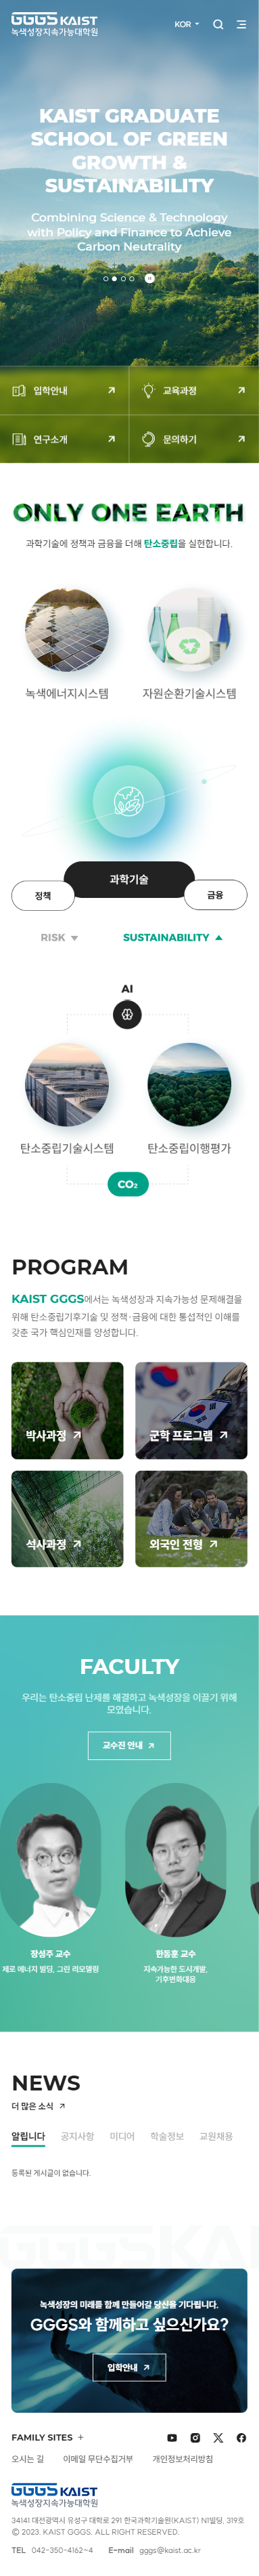 GGGS KAIST
녹색성장지속가능대학원
KOR
KAIST GRADUATE
SCHOOL OF GREEN
GROWTH &
SUSTAINABILITY
Combining Science & Technology
with Policy and Finance to Achieve
Carbon Neutrality
입학안내
교육과정
연구소개
문의하기
ONLY ONE EARTH
과학기술에 정책과 금융을 더해 탄소중립을 실현합니다.
녹색에너지시스템
자원순환기술시스템
과학기술
정책
금융
RISK
SUSTAINABILITY
AI
탄소중립기술시스템
탄소중립이행평가
CO2
PROGRAM
KAIST GGGS에서는 녹색성장과 지속가능성 문제해결을
위해 탄소중립기후기술 및 정책·금융에 대한 통섭적인 이해를
갖춘 국가 핵심인재를 양성합니다.
박사과정
군학 프로그램
석사과정
외국인 전형
FACULTY
우리는 탄소중립 난제를 해결하고 녹색성장을 이끌기 위해
모였습니다.
교수진 안내
장성주 교수
제로 에너지 빌딩, 그린 리모델링
한동훈 교수
지속가능한 도시개발,
기후변화대응
NEWS
더 많은 소식
알립니다
공지사항
미디어
학술정보
교원채용
등록된 게시글이 없습니다.
GGGS KAIST
녹색성장의 미래를 함께 만들어갈 당신을 기다립니다.
GGGS와 함께하고 싶으신가요?
입학안내
FAMILY SITES +
오시는 길
이메일 무단수집거부
개인정보처리방침
GGGS KAIST
녹색성장지속가능대학원
34141 대전광역시 유성구 대학로 291 한국과학기술원(KAIST) N1빌딩, 319호
© 2023. KAIST GGGS. ALL RIGHT RESERVED.
TEL 042-350-4162~4
E-mail gggs@kaist.ac.kr